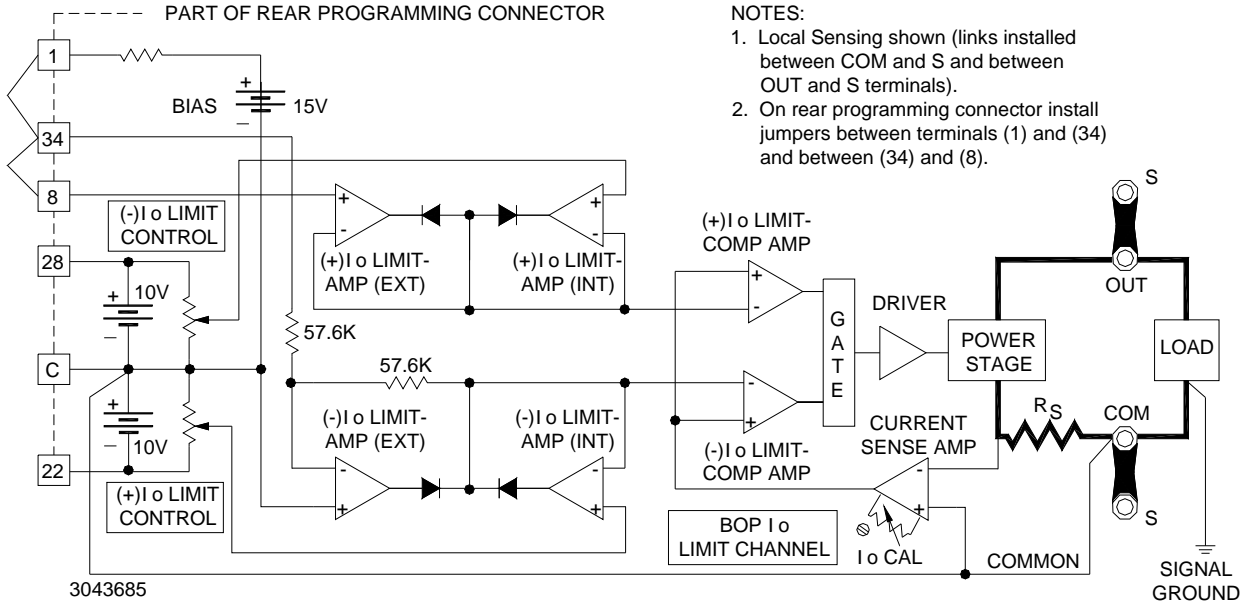 PART OF REAR PROGRAMMING CONNECTOR
NOTES:
1. Local Sensing shown (links installed
between COM and S and between
OUT and S terminals).
2. On rear programming connector install
jumpers between terminals (1) and (34)
and between (34) and (8).
1
+
BIAS
15V
_
34
8
(-)I o LIMIT
CONTROL
28
+
10V
_
C
+
_
10V
22
(+)I o LIMIT
CONTROL
57.6K
57.6K
+
-
(+)I o LIMIT-
AMP (EXT)
+
-
(+)I o LIMIT-
AMP (INT)
(-)I o LIMIT-
AMP (EXT)
-
+
(-)I o LIMIT-
AMP (INT)
-
+
(+)I o LIMIT-
COMP AMP
+
-
-
+
(-)I o LIMIT-
COMP AMP
G
A
T
E
DRIVER
POWER
STAGE
S
OUT
LOAD
RS
COM
S
CURRENT
SENSE AMP
-
+
I o CAL
BOP I o
LIMIT CHANNEL
COMMON
SIGNAL
GROUND
3043685